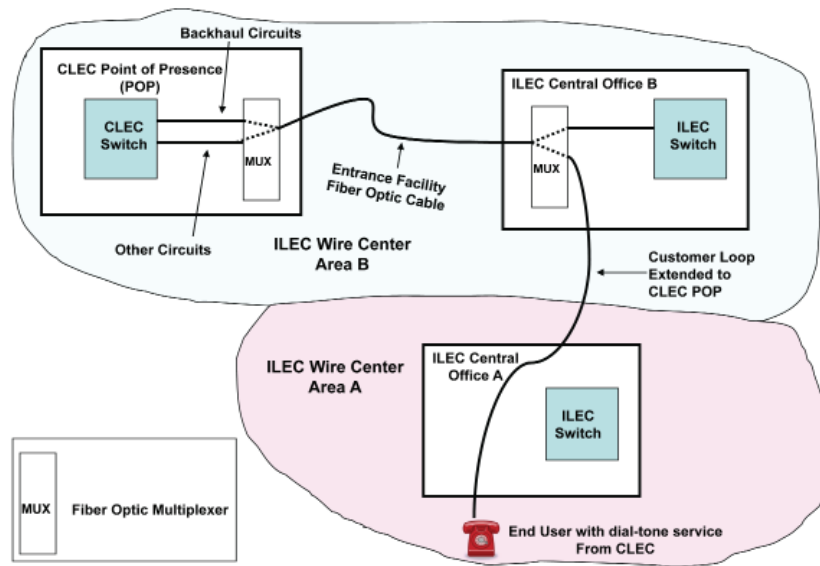 Backhaul Circuits
CLEC Point of Presence
(POP)
CLEC
Switch
MUX
Other Circuits
Entrance Facility
Fiber Optic Cable
ILEC Wire Center
Area B
ILEC Central Office B
MUX
ILEC
Switch
Customer Loop
Extended to
CLEC POP
ILEC Wire Center
Area A
ILEC Central
Office A
ILEC
Switch
MUX
Fiber Optic Multiplexer
End User with dial-tone service
From CLEC